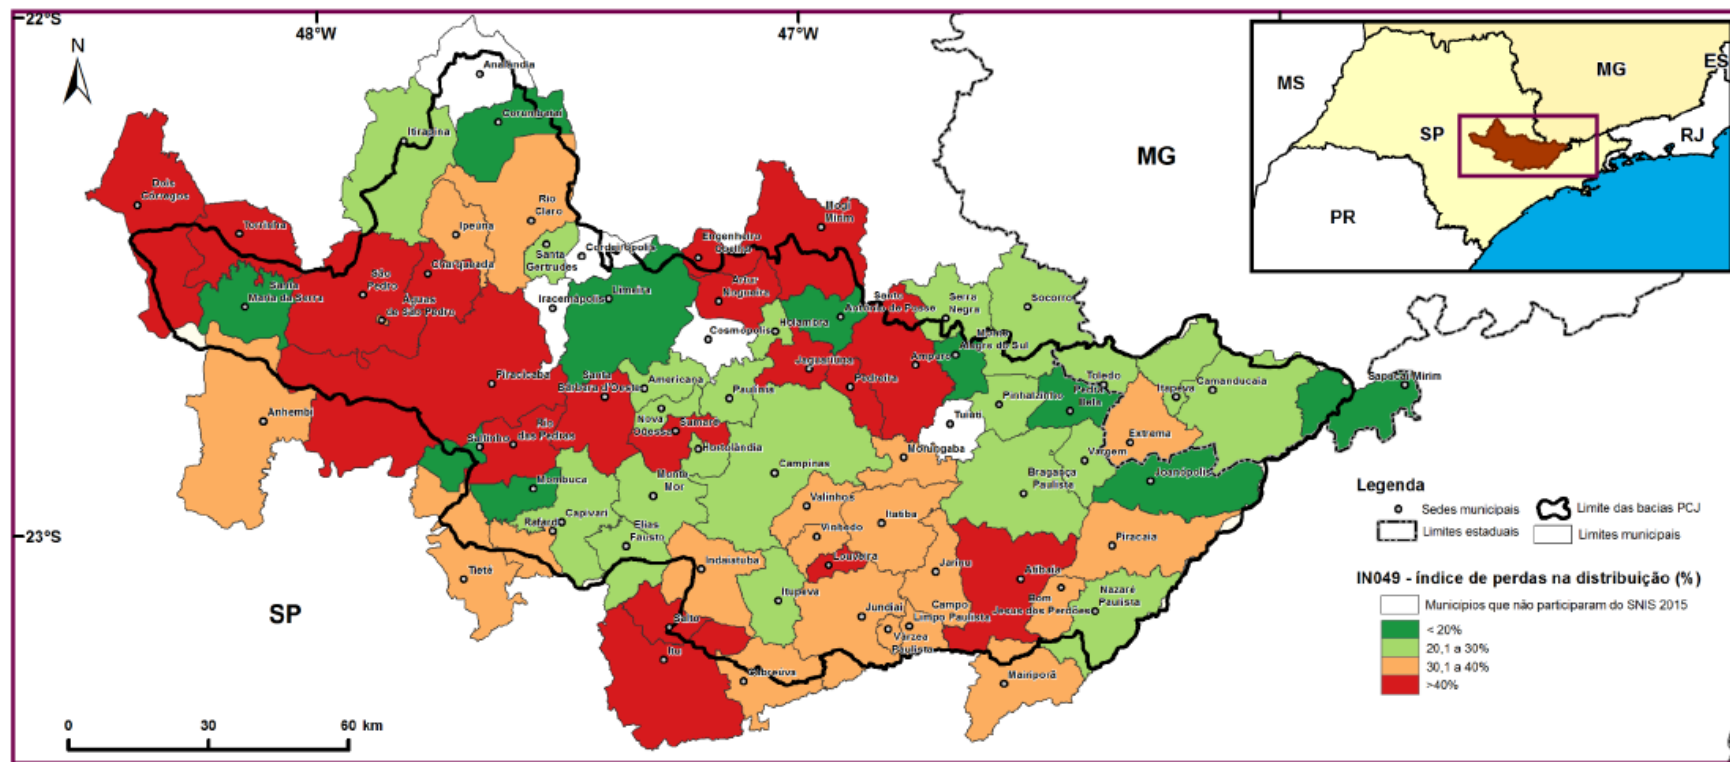 22°S
48°W
47°W
N
Analândia
Corumbataí
Itirapina
MG
MS
MG
ES
SP
RJ
PR
Dois
Córregos
Torrinha
Rio
Claro
Ipeúna
Mogi
Mirim
Engenheiro
Coelho
Cordeirópolis
Santa
Gertrudes
Charqueada
São
Pedro
Águas
de São Pedro
Santa
Maria da Serra
Iracemápolis
Limeira
Artur
Nogueira
Cosmópolis
Holambra
Santo
Antônio de Posse
Serra
Negra
Socorro
Monte
Alegre do Sul
Amparo
Jaguariúna
Pedreira
Piracicaba
Santa
Bárbara d'Oeste
Americana
Paulínia
Nova
Odessa
Sumaré
Hortolândia
Toledo
Pedra
Bela
Pinhalzinho
Itapeva
Camanducaia
Sapucaí Mirim
Anhembi
Saltinho
Rio
das Pedras
Tuiuti
Morungaba
Extrema
Vargem
Joanópolis
Bragança
Paulista
Campinas
Mombuca
Monte
Mor
Valinhos
Capivari
Rafard
Elias
Fausto
Vinhedo
Itatiba
Piracaia
23°S
Tietê
Indaiatuba
Louveira
Jarinu
Atibaia
Itupeva
Bom
Jesus dos Perdões
Nazaré
Paulista
Jundiaí
Campo
Limpo Paulista
Várzea
Paulista
SP
Salto
Itu
Cabreúva
Mairiporã
Legenda
Sedes municipais
Limite das bacias PCJ
Limites estaduais
Limites municipais
IN049 - índice de perdas na distribuição (%)
Municípios que não participaram do SNIS 2015
< 20%
20,1 a 30%
30,1 a 40%
>40%
0
30
60 km